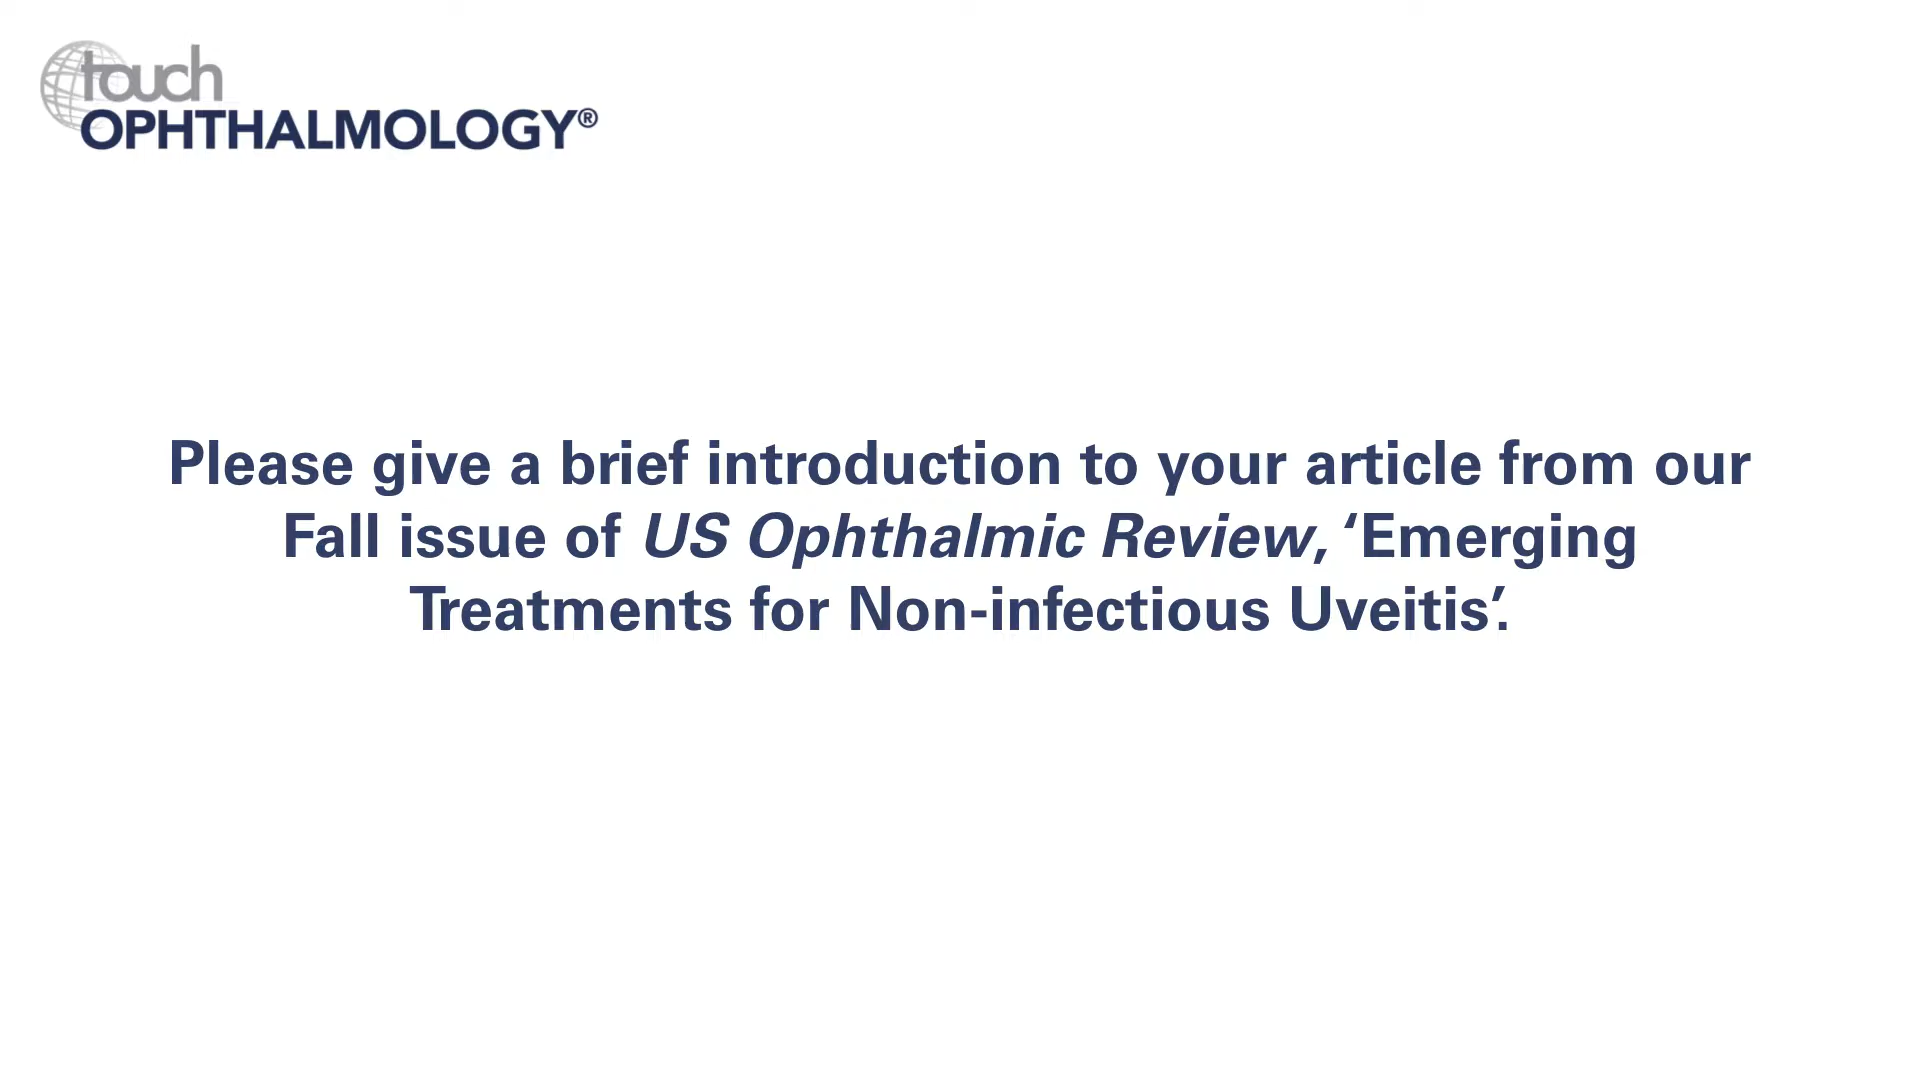 touch
OPHTHALMOLOGY®
Please give a brief introduction to your article from our
Fall issue of US Ophthalmic Review, ‘Emerging
Treatments for Non-infectious Uveitis’.